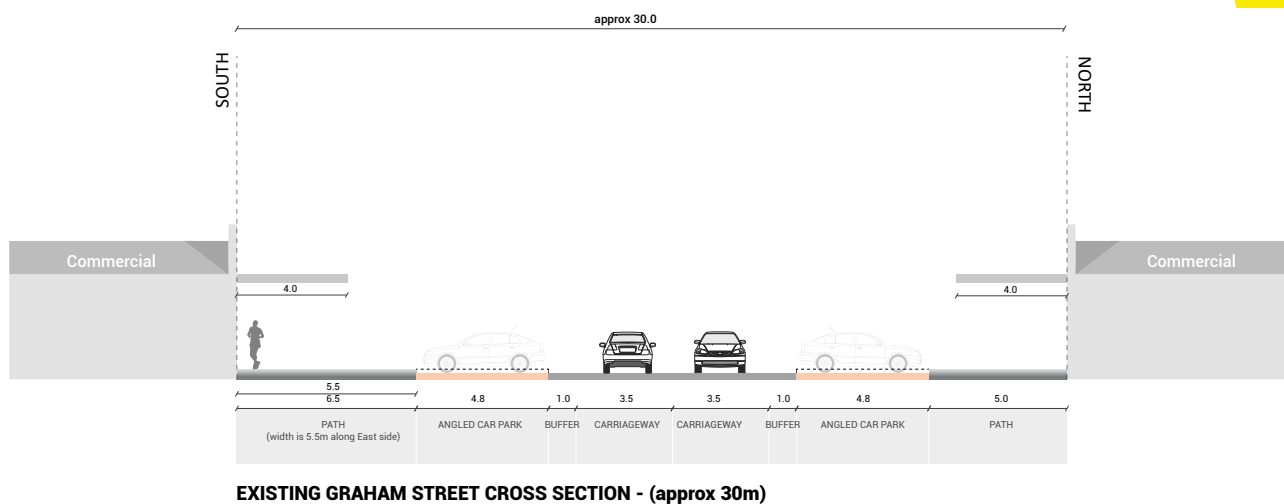 approx 30.0
SOUTH
NORTH
Commercial
Commercial
4.0
4.0
5.5
6.5 4.8 1.0 3.5 3.5 1.0 4.8 5.0
PATH ANGLED CAR PARK BUFFER CARRIAGEWAY CARRIAGEWAY BUFFER ANGLED CAR PARK PATH
(width is 5.5m along East side)
EXISTING GRAHAM STREET CROSS SECTION - (approx 30m)